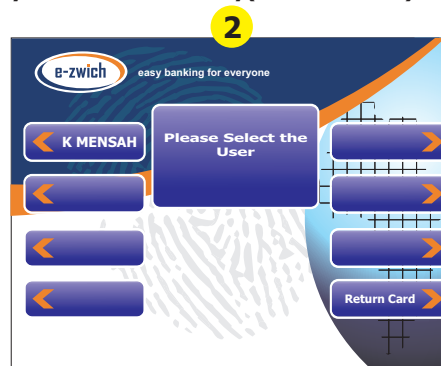 2
e-zwich
easy banking for everyone
K MENSAH
Please Select the
User
Return Card